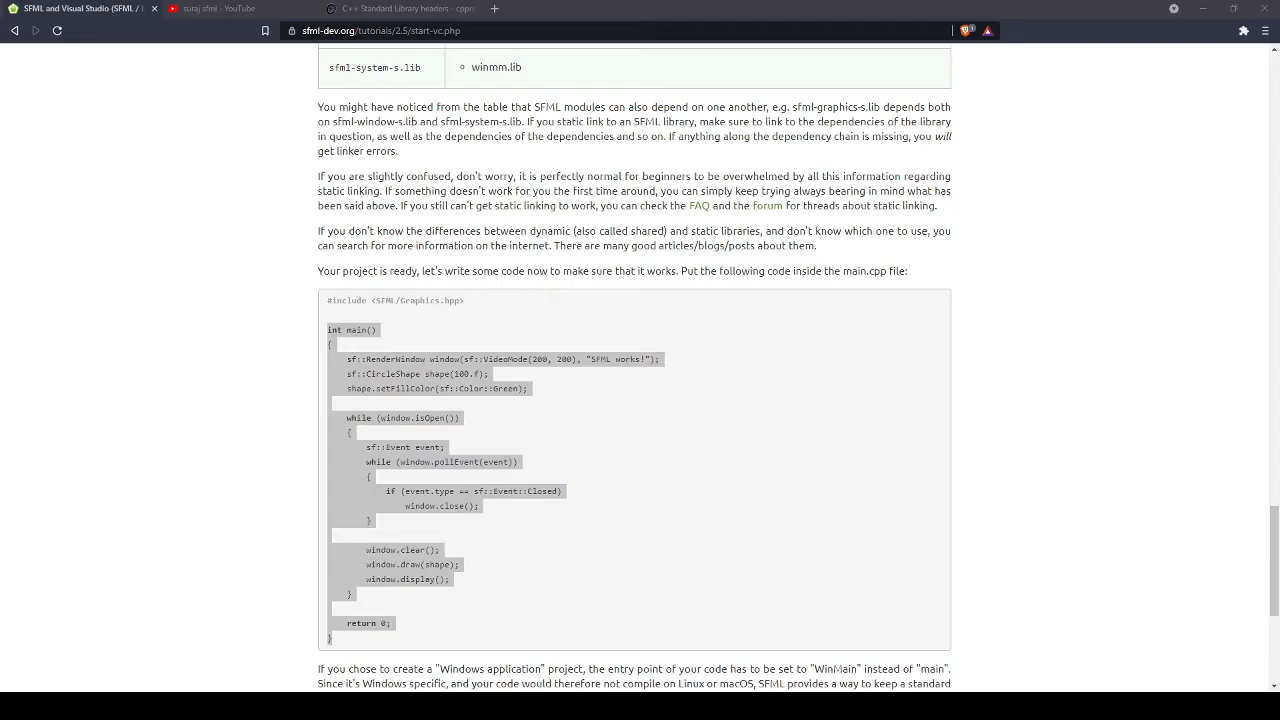 SFML and Visual Studio (SFML / L
suraj sfml - YouTube
C++ Standard Library headers - cppre
sfml-dev.org/tutorials/2.5/start-vc.php
sfml-system-s.lib
winmm.lib
You might have noticed from the table that SFML modules can also depend on one another, e.g. sfml-graphics-s.lib depends both
on sfml-window-s.lib and sfml-system-s.lib. If you static link to an SFML library, make sure to link to the dependencies of the library
in question, as well as the dependencies of the dependencies and so on. If anything along the dependency chain is missing, you will
get linker errors.
If you are slightly confused, don't worry, it is perfectly normal for beginners to be overwhelmed by all this information regarding
static linking. If something doesn't work for you the first time around, you can simply keep trying always bearing in mind what has
been said above. If you still can't get static linking to work, you can check the FAQ and the forum for threads about static linking.
If you don't know the differences between dynamic (also called shared) and static libraries, and don't know which one to use, you
can search for more information on the internet. There are many good articles/blogs/posts about them.
Your project is ready, let's write some code now to make sure that it works. Put the following code inside the main.cpp file:
#include <SFML/Graphics.hpp>
int main()
{
sf::RenderWindow window(sf::VideoMode(200, 200), "SFML works!");
sf::CircleShape shape(100.f);
shape.setFillColor(sf::Color::Green);
while (window.isOpen())
{
sf::Event event;
while (window.pollEvent(event))
{
if (event.type == sf::Event::Closed)
window.close();
}
window.clear();
window.draw(shape);
window.display();
}
return 0;
}
If you chose to create a "Windows application" project, the entry point of your code has to be set to "WinMain" instead of "main".
Since it's Windows specific, and your code would therefore not compile on Linux or macOS, SFML provides a way to keep a standard